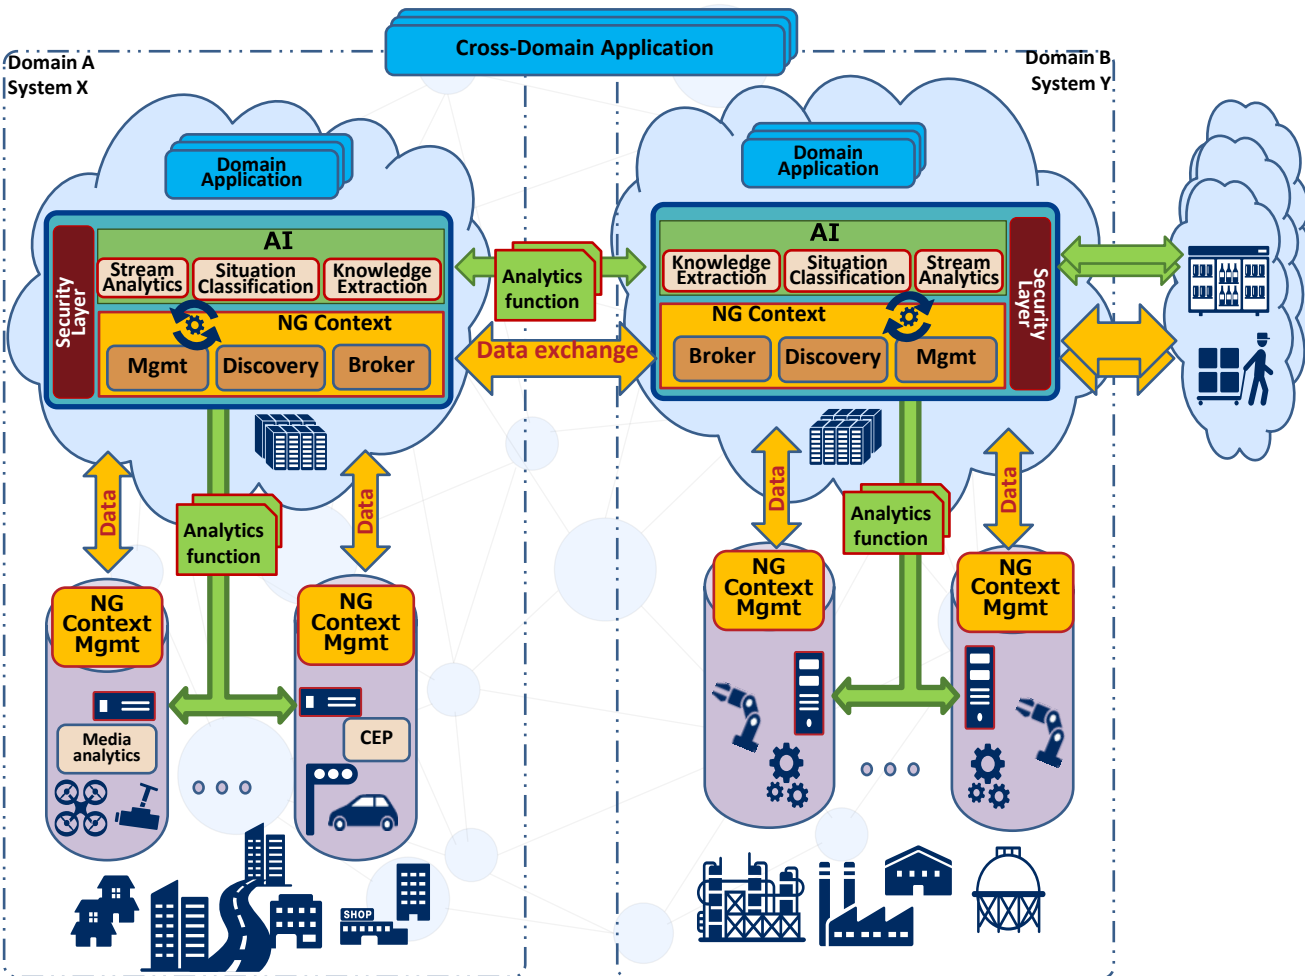 Cross-Domain Application
Domain A
System X
Domain B
System Y
Domain
Application
Security
Layer
AI
Stream
Analytics
Situation
Classification
Knowledge
Extraction
NG Context
Mgmt
Discovery
Broker
Analytics
function
Data exchange
Domain
Application
AI
Knowledge
Extraction
Situation
Classification
Stream
Analytics
NG Context
Broker
Discovery
Mgmt
Security
Layer
Data
Analytics
function
Data
Data
Analytics
function
Data
NG
Context
Mgmt
NG
Context
Mgmt
NG
Context
Mgmt
NG
Context
Mgmt
Media
analytics
CEP
SHOP